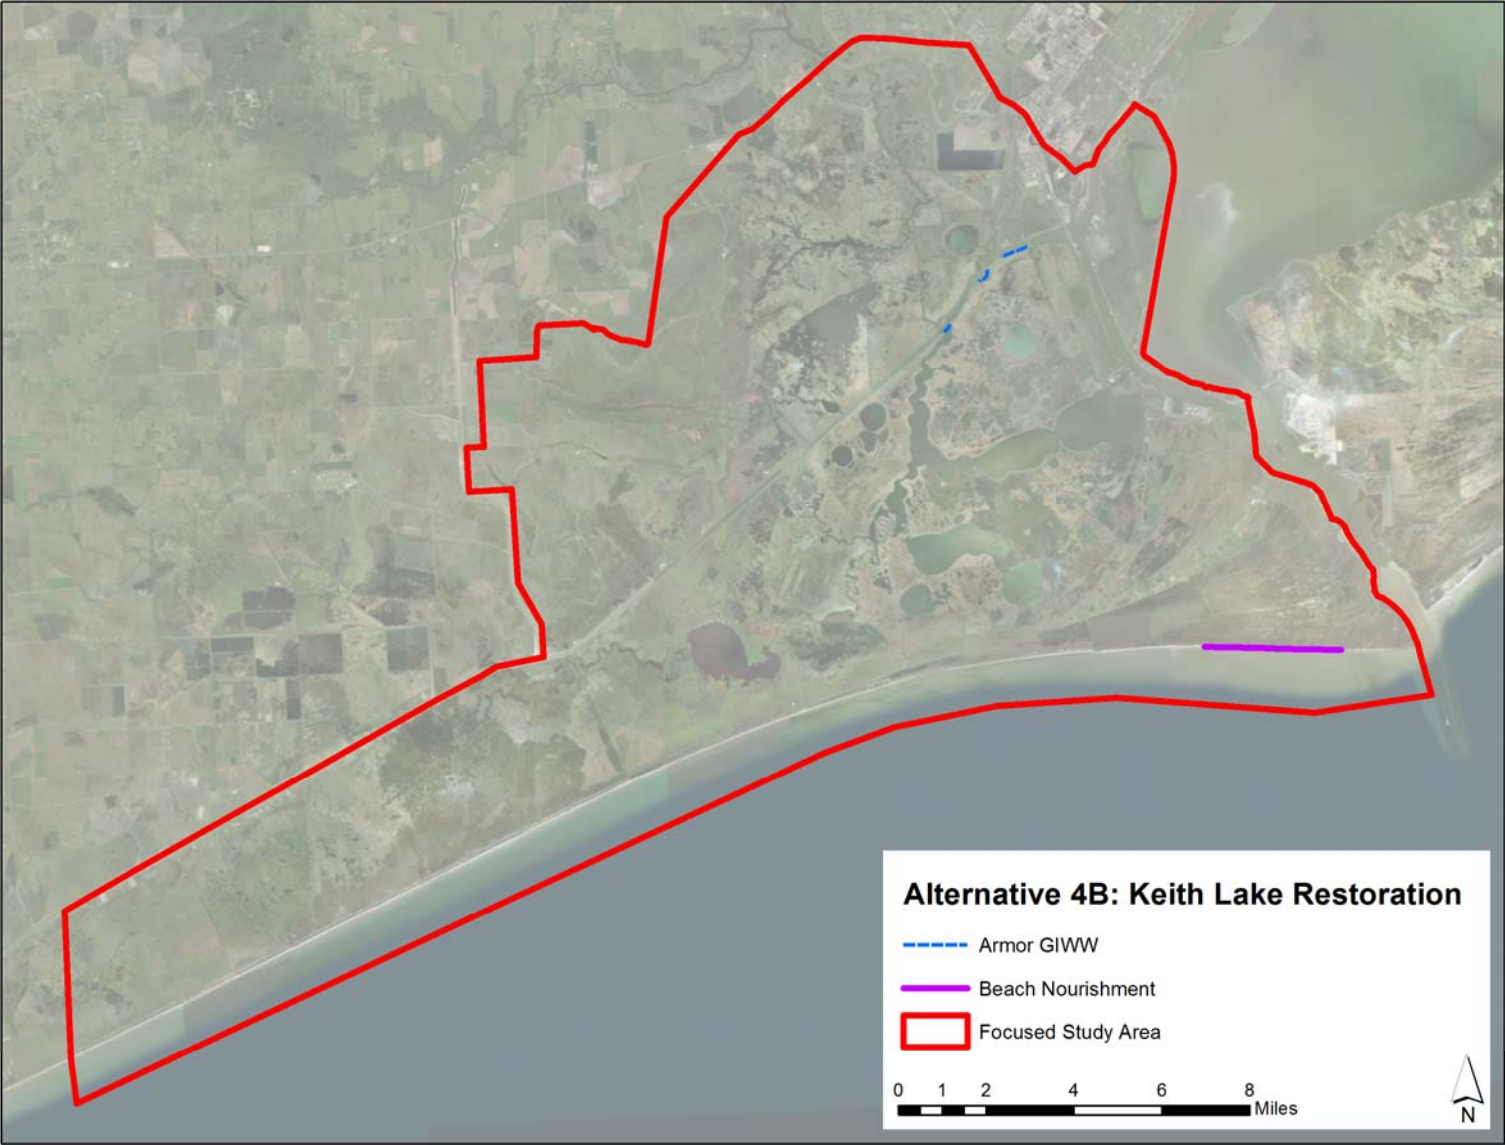 Alternative 4B: Keith Lake Restoration
Armor GIWW
Beach Nourishment
Focused Study Area
0 1 2 4 6 8
Miles
N